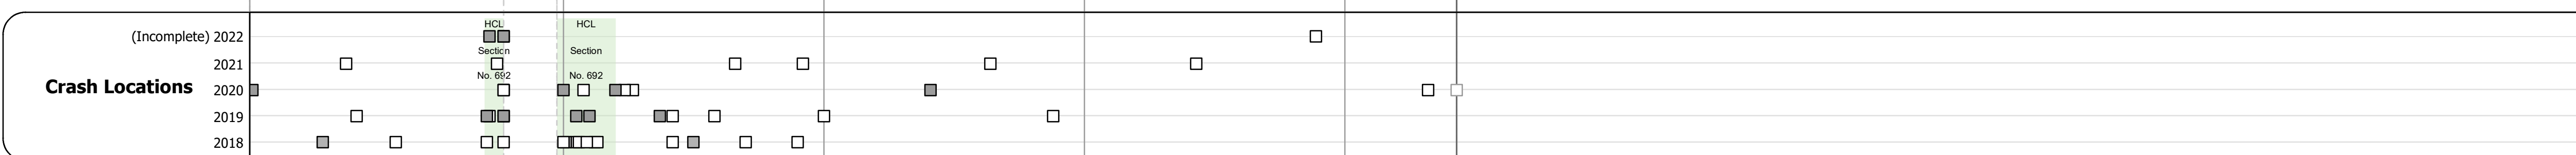 HCL HCL
(Incomplete) 2022
Section Section
2021
No. 692 No. 692
Crash Locations
2020
2019
2018